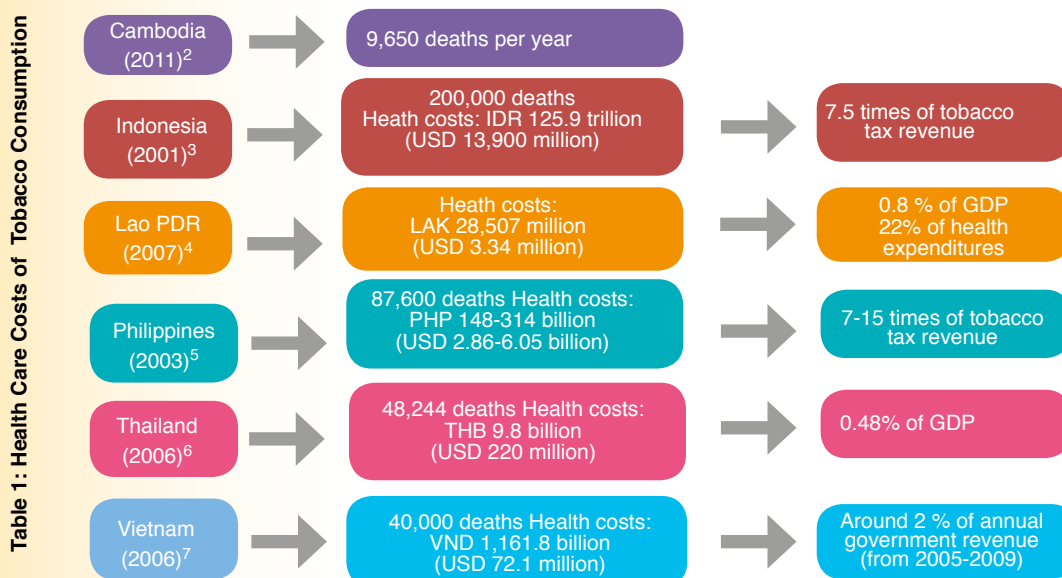 Table 1: Health Care Costs of Tobacco Consumption
Cambodia
(2011)2
9,650 deaths per year
Indonesia
(2001)3
200,000 deaths
Heath costs: IDR 125.9 trillion
(USD 13,900 million)
7.5 times of tobacco
tax revenue
Lao PDR
(2007)4
Heath costs:
LAK 28,507 million
(USD 3.34 million)
0.8 % of GDP
22% of health
expenditures
Philippines
(2003)5
87,600 deaths Health costs:
PHP 148-314 billion
(USD 2.86-6.05 billion)
7-15 times of tobacco
tax revenue
Thailand
(2006)6
48,244 deaths Health costs:
THB 9.8 billion
(USD 220 million)
0.48% of GDP
Vietnam
(2006)7
40,000 deaths Health costs:
VND 1,161.8 billion
(USD 72.1 million)
Around 2 % of annual
government revenue
(from 2005-2009)